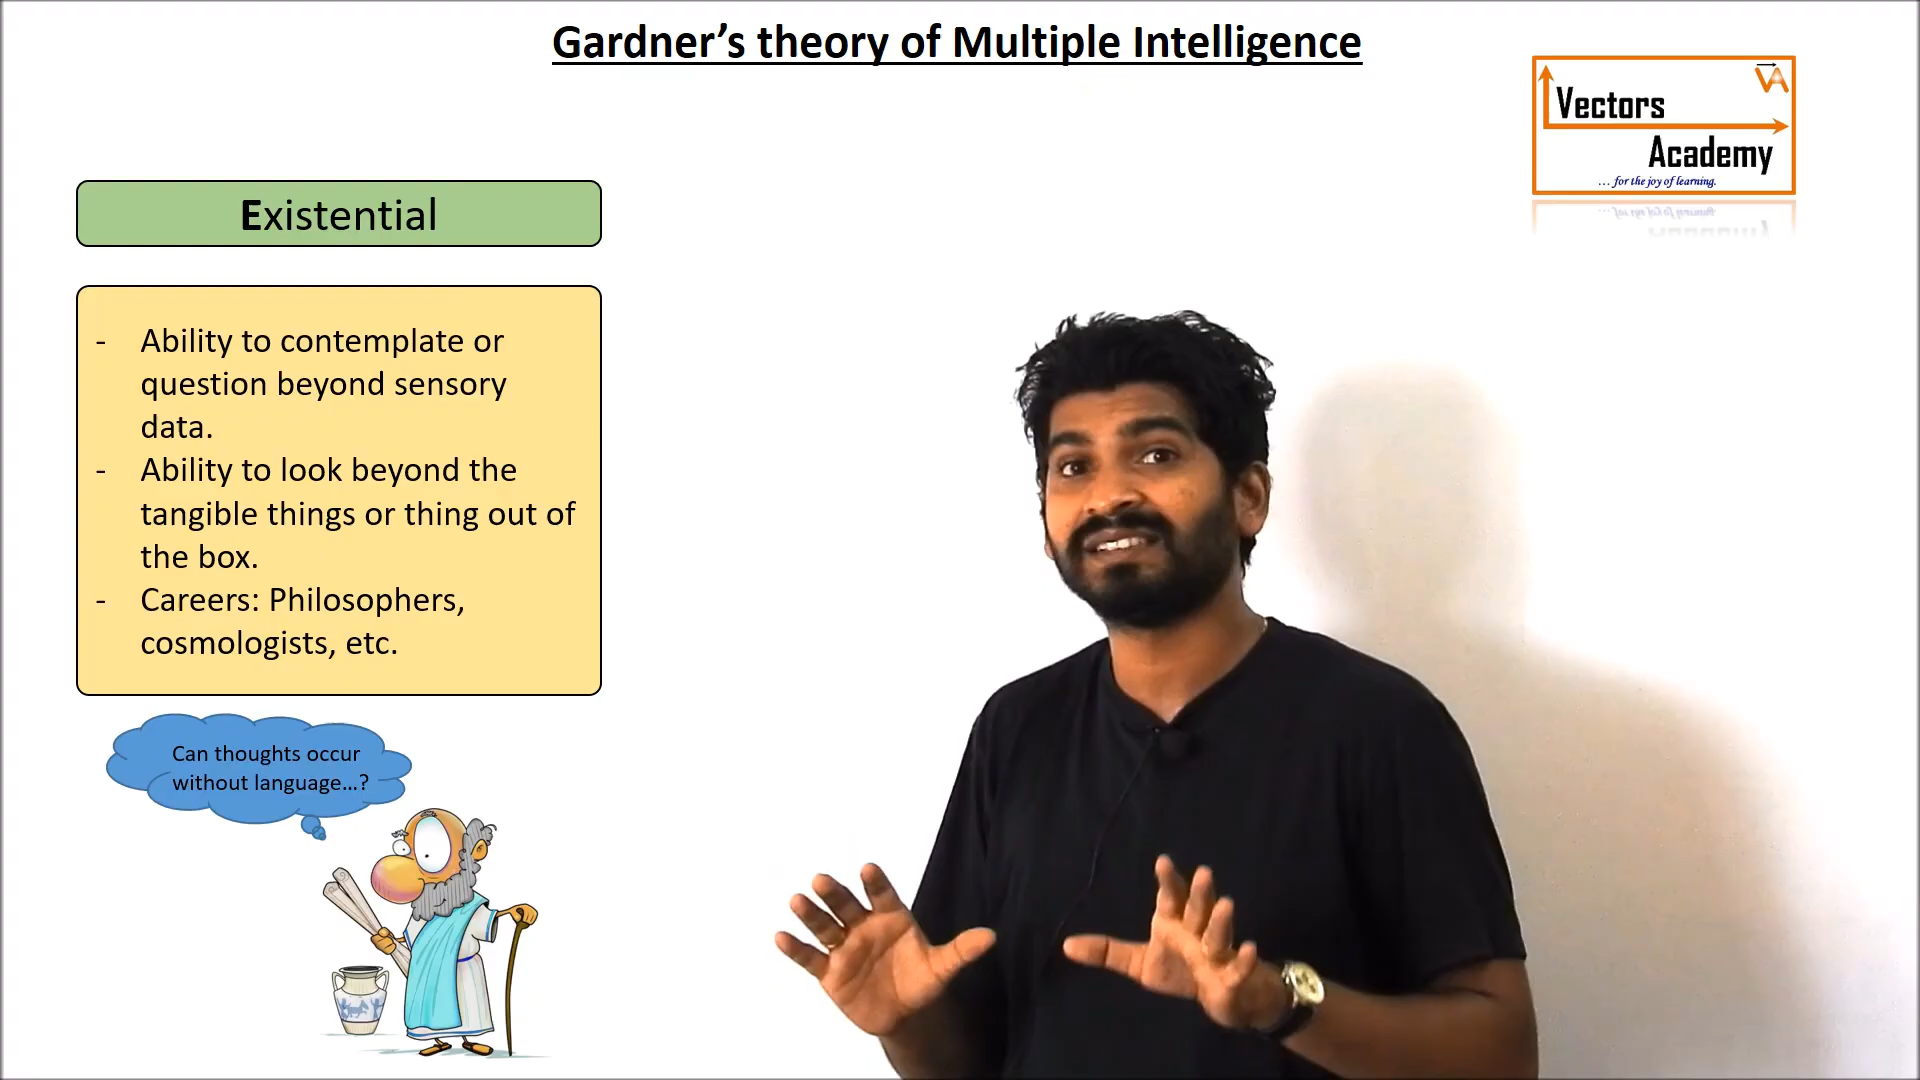 Gardner’s theory of Multiple Intelligence
VA
Vectors
Academy
... for the joy of learning.
Existential
- Ability to contemplate or
question beyond sensory
data.
- Ability to look beyond the
tangible things or thing out of
the box.
- Careers: Philosophers,
cosmologists, etc.
Can thoughts occur
without language...?